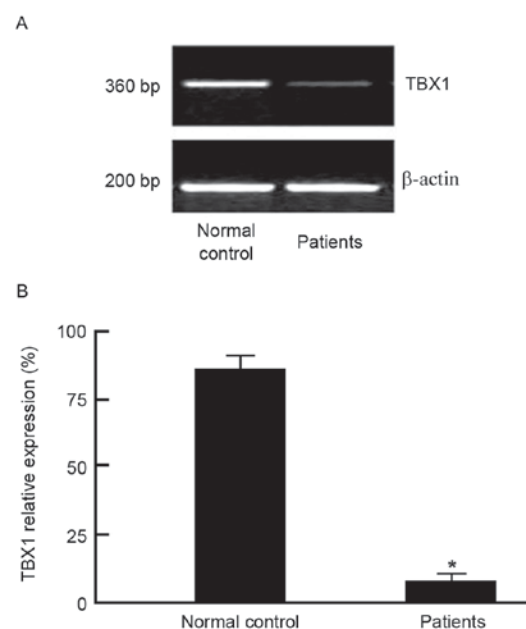 A
360 bp
TBX1
200 bp
β-actin
Normal
control
Patients
B
TBX1 relative expression (%)
100
75
50
25
0
*
Normal control
Patients